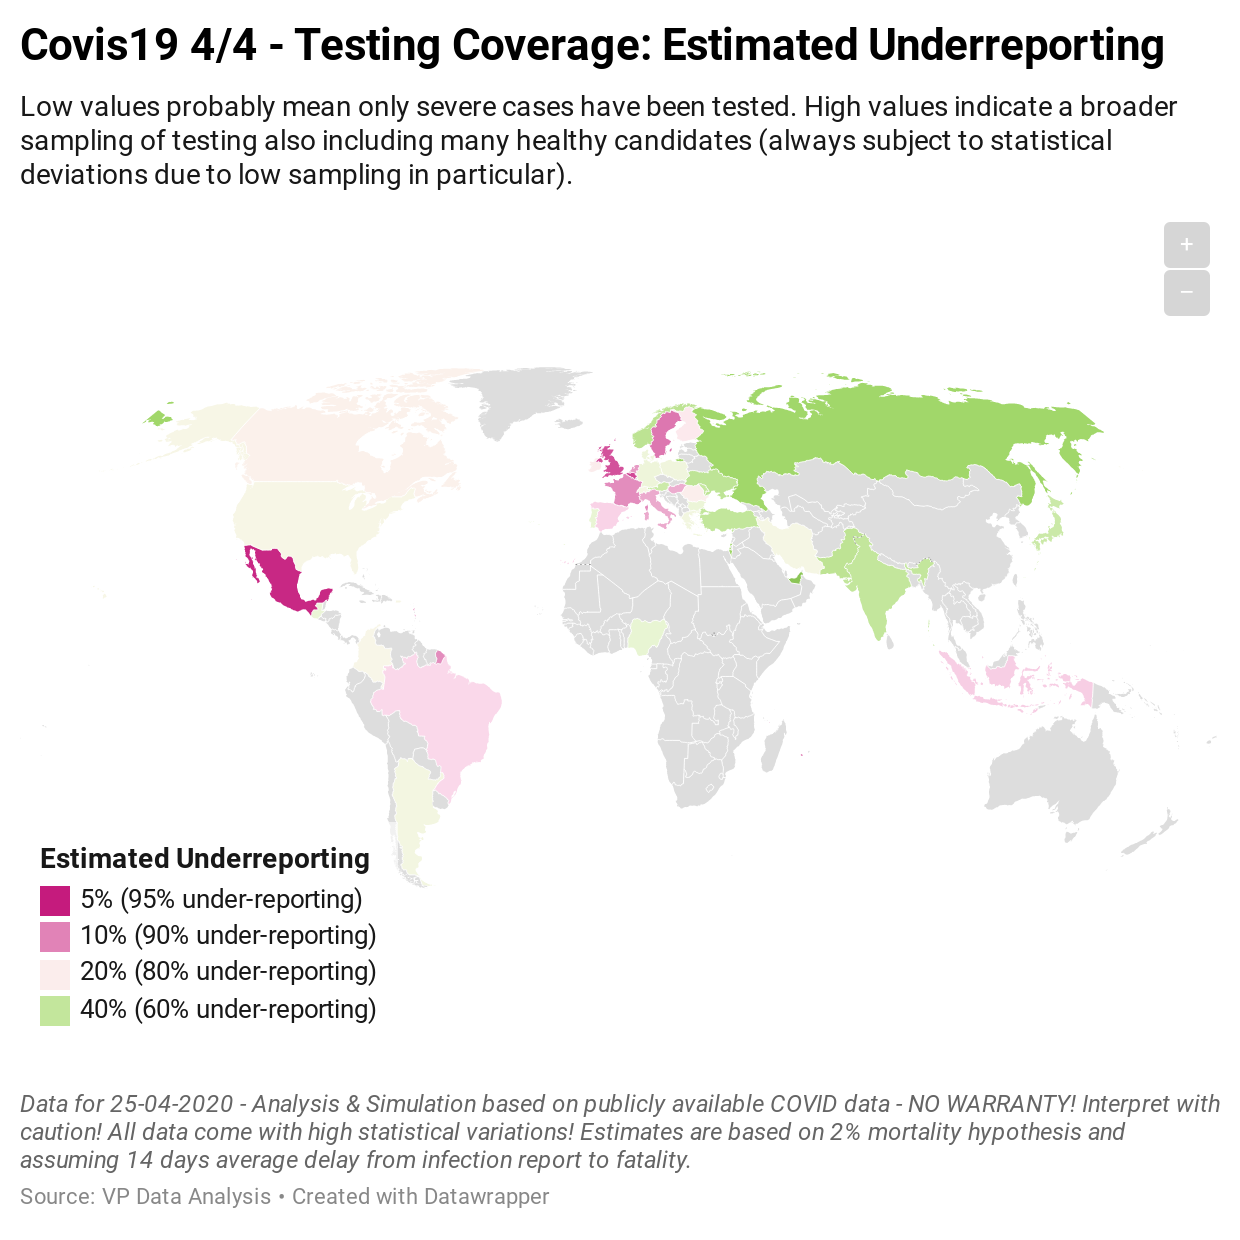 Covis19 4/4 - Testing Coverage: Estimated Underreporting
Low values probably mean only severe cases have been tested. High values indicate a broader
sampling of testing also including many healthy candidates (always subject to statistical
deviations due to low sampling in particular).
+
−
Estimated Underreporting
5% (95% under-reporting)
10% (90% under-reporting)
20% (80% under-reporting)
40% (60% under-reporting)
Data for 25-04-2020 - Analysis & Simulation based on publicly available COVID data - NO WARRANTY! Interpret with
caution! All data come with high statistical variations! Estimates are based on 2% mortality hypothesis and
assuming 14 days average delay from infection report to fatality.
Source: VP Data Analysis • Created with Datawrapper